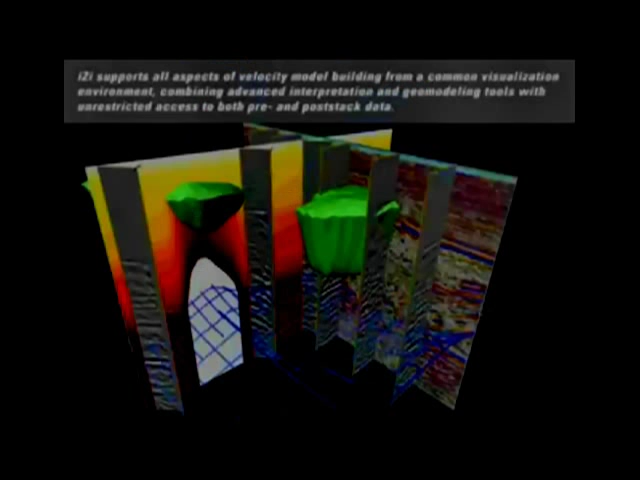 iZi supports all aspects of velocity model building from a common visualization
environment, combining advanced interpretation and geomodeling tools with
unrestricted access to both pre- and poststack data.